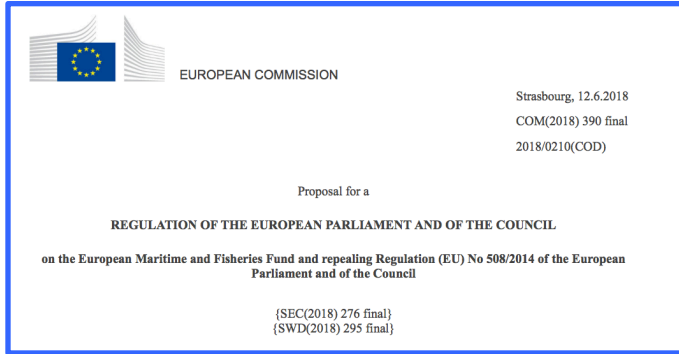 EUROPEAN COMMISSION
Strasbourg, 12.6.2018
COM(2018) 390 final
2018/0210(COD)
Proposal for a
REGULATION OF THE EUROPEAN PARLIAMENT AND OF THE COUNCIL
on the European Maritime and Fisheries Fund and repealing Regulation (EU) No 508/2014 of the European
Parliament and of the Council
{SEC(2018) 276 final}
{SWD(2018) 295 final}